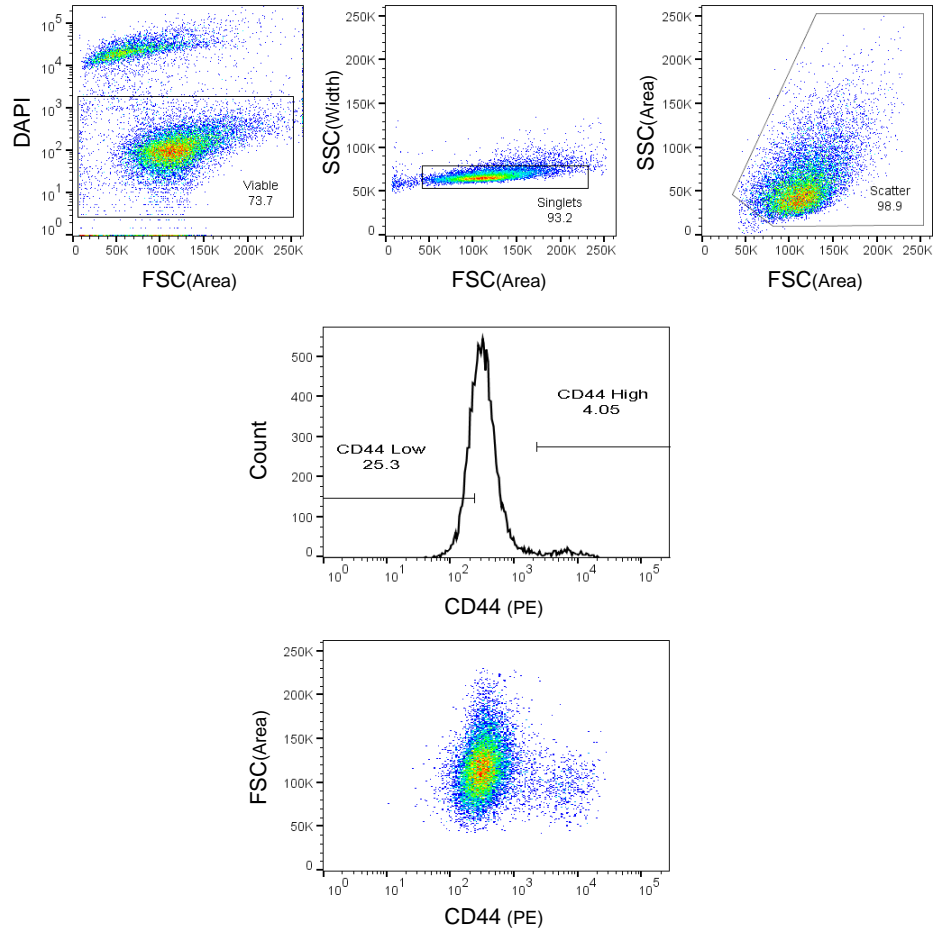 DAPI
10^5
10^4
10^3
10^2
10^1
10^0
Viable
73.7
0 50K 100K 150K 200K 250K
FSC(Area)
SSC(Width)
250K
200K
150K
100K
50K
0
Singlets
93.2
0 50K 100K 150K 200K 250K
FSC(Area)
SSC(Area)
250K
200K
150K
100K
50K
0
Scatter
98.9
0 50K 100K 150K 200K 250K
FSC(Area)
Count
500
400
300
200
100
0
CD44 High
4.05
CD44 Low
25.3
10^0 10^1 10^2 10^3 10^4 10^5
CD44 (PE)
FSC(Area)
250K
200K
150K
100K
50K
0
10^0 10^1 10^2 10^3 10^4 10^5
CD44 (PE)